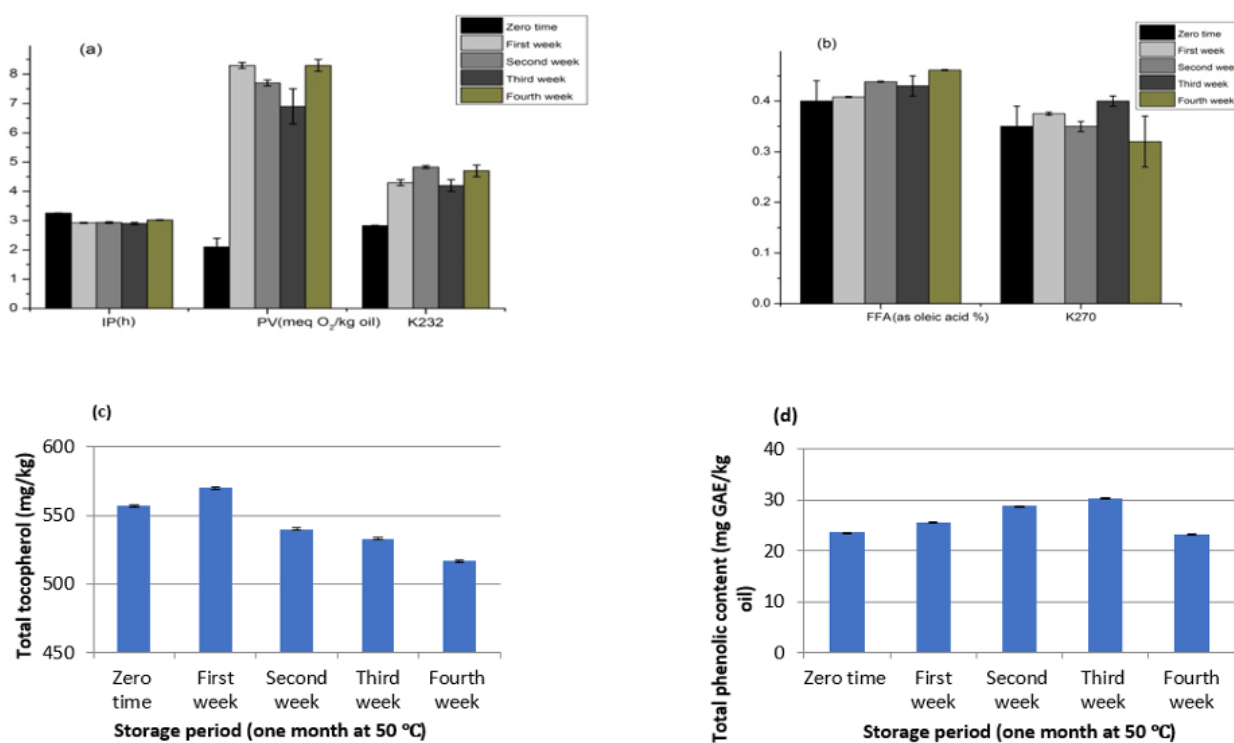 (a)
Zero time
First week
Second week
Third week
Fourth week
8
7
6
5
4
3
2
1
0
IP(h)
PV(meq O₂/kg oil)
K232
(b)
Zero time
First week
Second week
Third week
Fourth week
0.4
0.3
0.2
0.1
0.0
FFA(as oleic acid %)
K270
(c)
Total tocopherol (mg/kg)
600
550
500
450
Zero time
First week
Second week
Third week
Fourth week
Storage period (one month at 50 °C)
(d)
Total phenolic content (mg GAE/kg oil)
40
30
20
10
0
Zero time
First week
Second week
Third week
Fourth week
Storage period (one month at 50 °C)